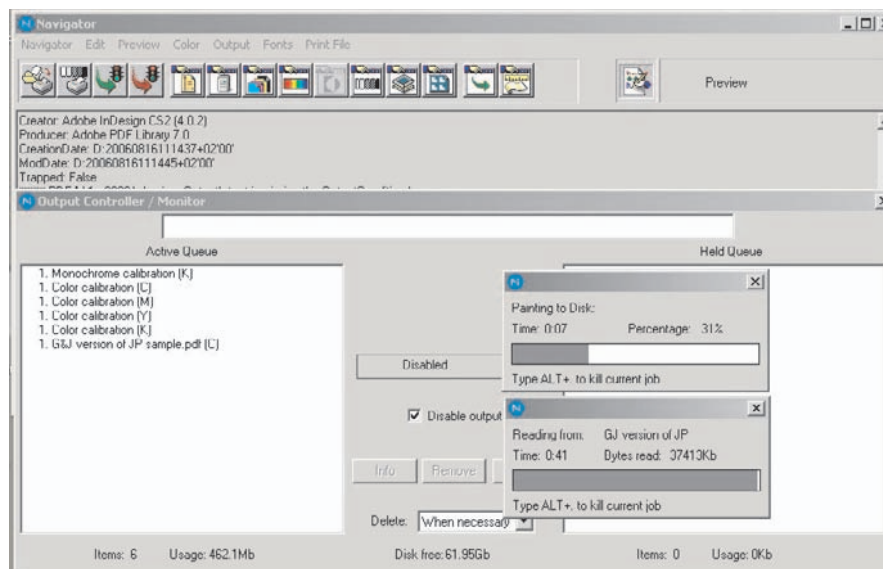 Navigator
Navigator Edit Preview Color Output Fonts Print File
Preview
Creator: Adobe InDesign CS2 (4.0.2)
Producer: Adobe PDF Library 7.0
CreationDate: D:20060816111437+02'00'
ModDate: D:20060816111445+02'00'
Trapped: False
Output Controller / Monitor
Active Queue
Held Queue
1. Monochrome calibration (K)
1. Color calibration (C)
1. Color calibration (M)
1. Color calibration (Y)
1. Color calibration (K)
1. G&J version of JP sample.pdf (C)
Disabled
Disable output
Info Remove
Delete: When necessary
Painting to Disk:
Time: 0:07 Percentage: 31%
Type ALT+. to kill current job
Reading from: GJ version of JP
Time: 0:41 Bytes read: 37413Kb
Type ALT+. to kill current job
Items: 6 Usage: 462.1Mb Disk free: 61.95Gb Items: 0 Usage: 0Kb